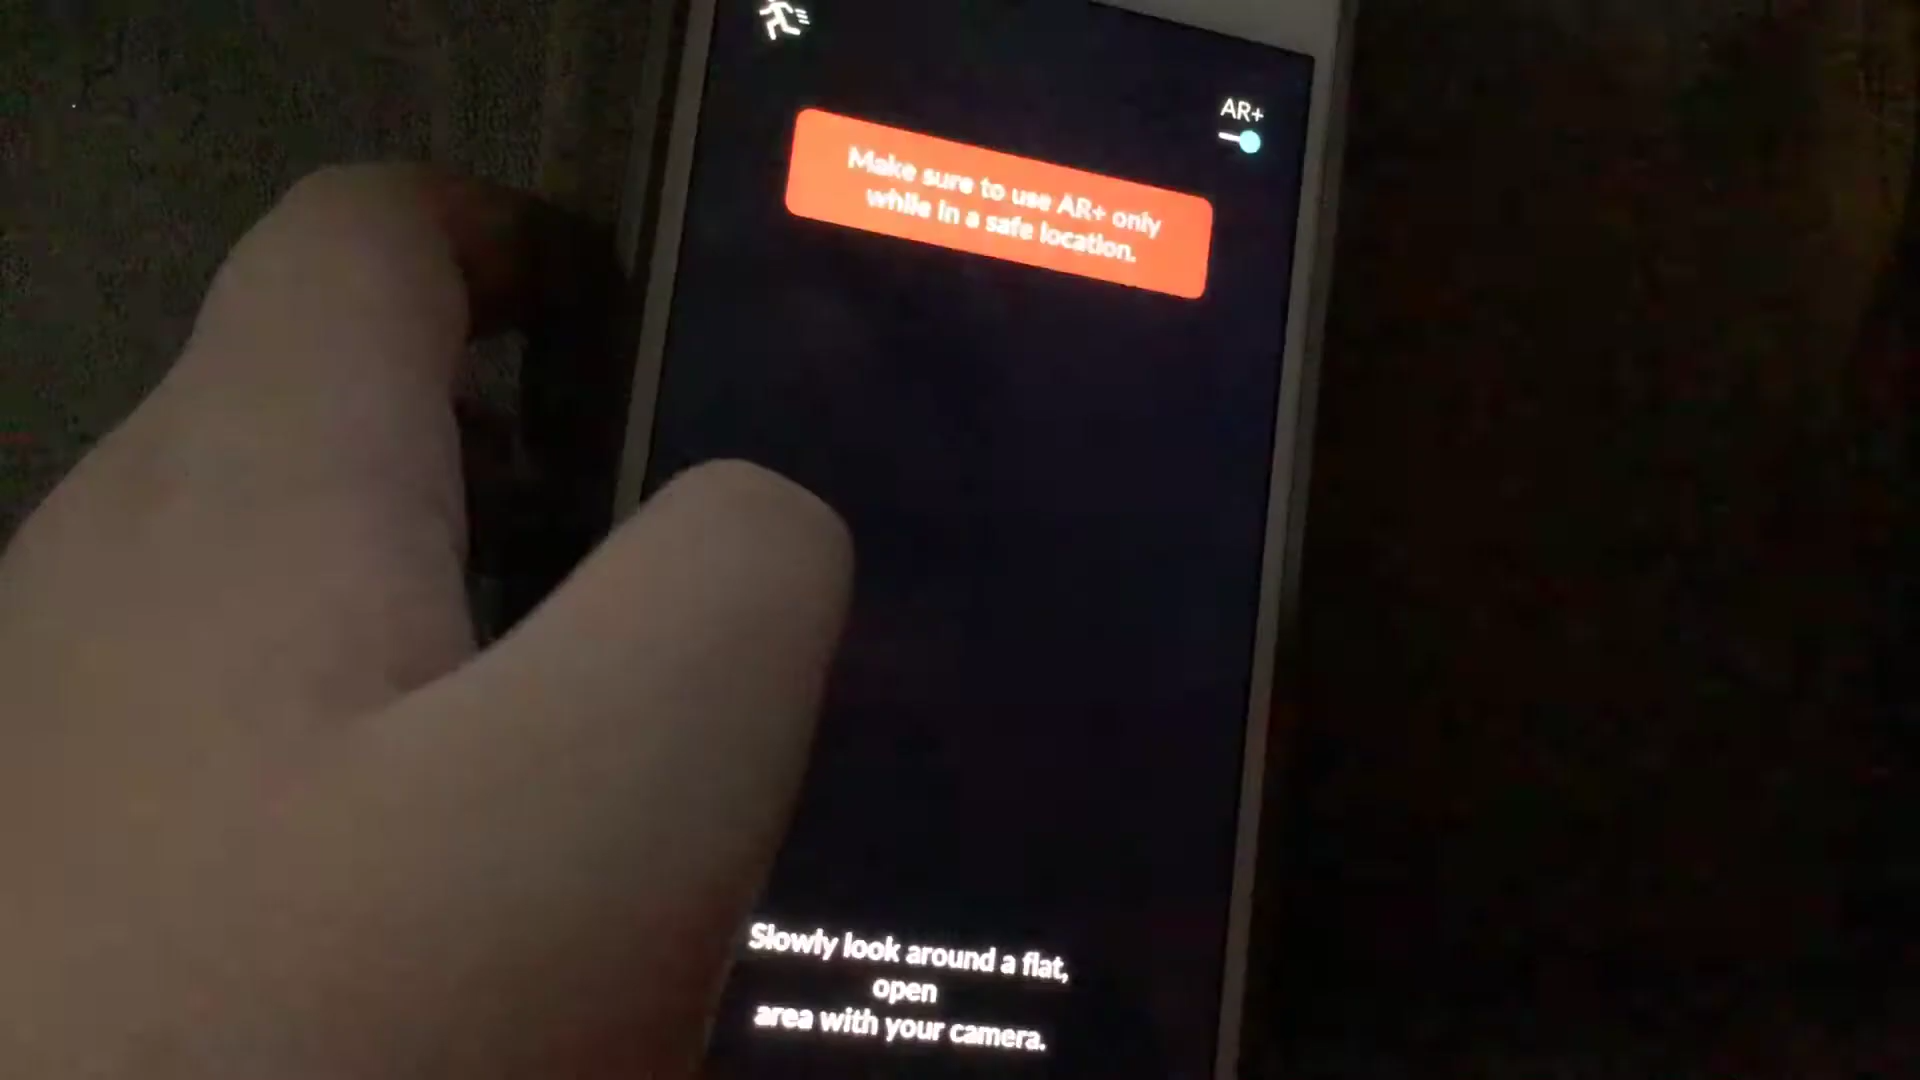 AR+
Make sure to use AR+ only
while in a safe location.
Slowly look around a flat,
open
area with your camera.